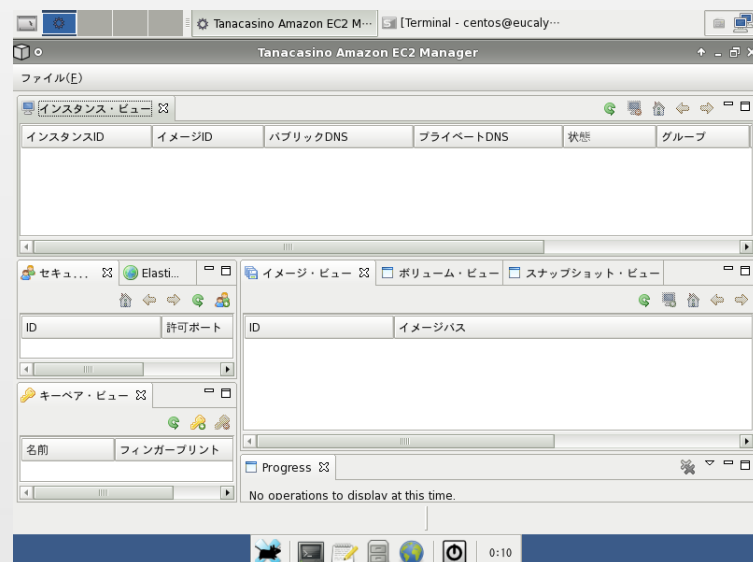 Tanacasino Amazon EC2 M··· [Terminal - centos@eucaly···
Tanacasino Amazon EC2 Manager
ファイル(F)
インスタンス・ビュー
インスタンスID イメージID パブリックDNS プライベートDNS 状態 グループ
セキュ... Elasti...
イメージ・ビュー ボリューム・ビュー スナップショット・ビュー
ID 許可ポート
ID イメージパス
キーペア・ビュー
名前 フィンガープリント
Progress
No operations to display at this time.
0:10